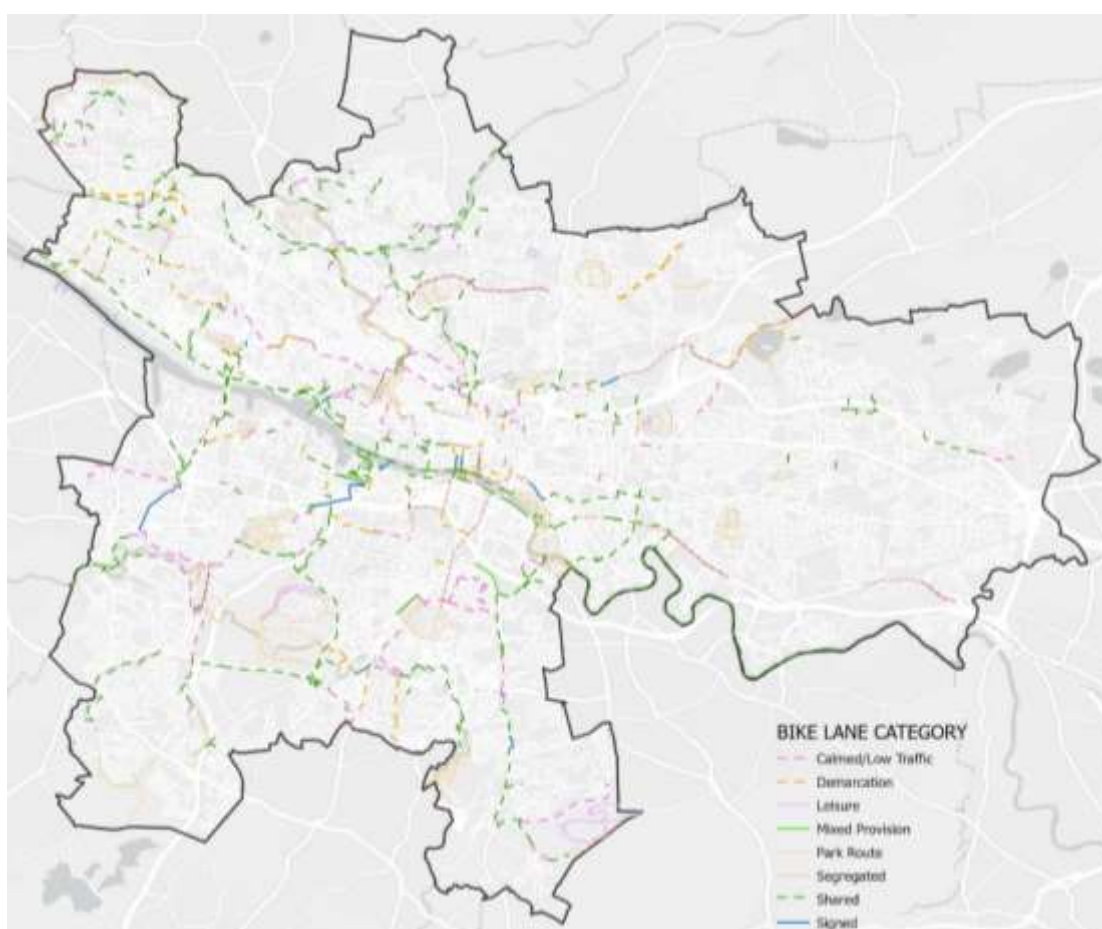 BIKE LANE CATEGORY
Calmed/Low Traffic
Demarcation
Leisure
Mixed Provision
Park Route
Segregated
Shared
Signed